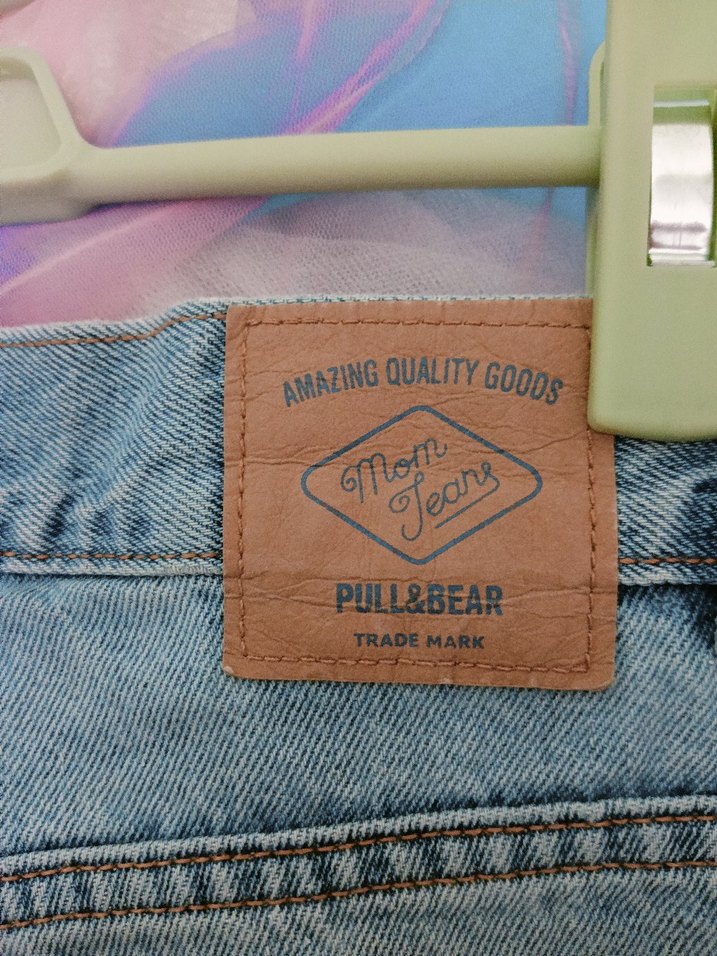 AMAZING QUALITY GOODS
Mom
Jeans
PULL&BEAR
TRADE MARK